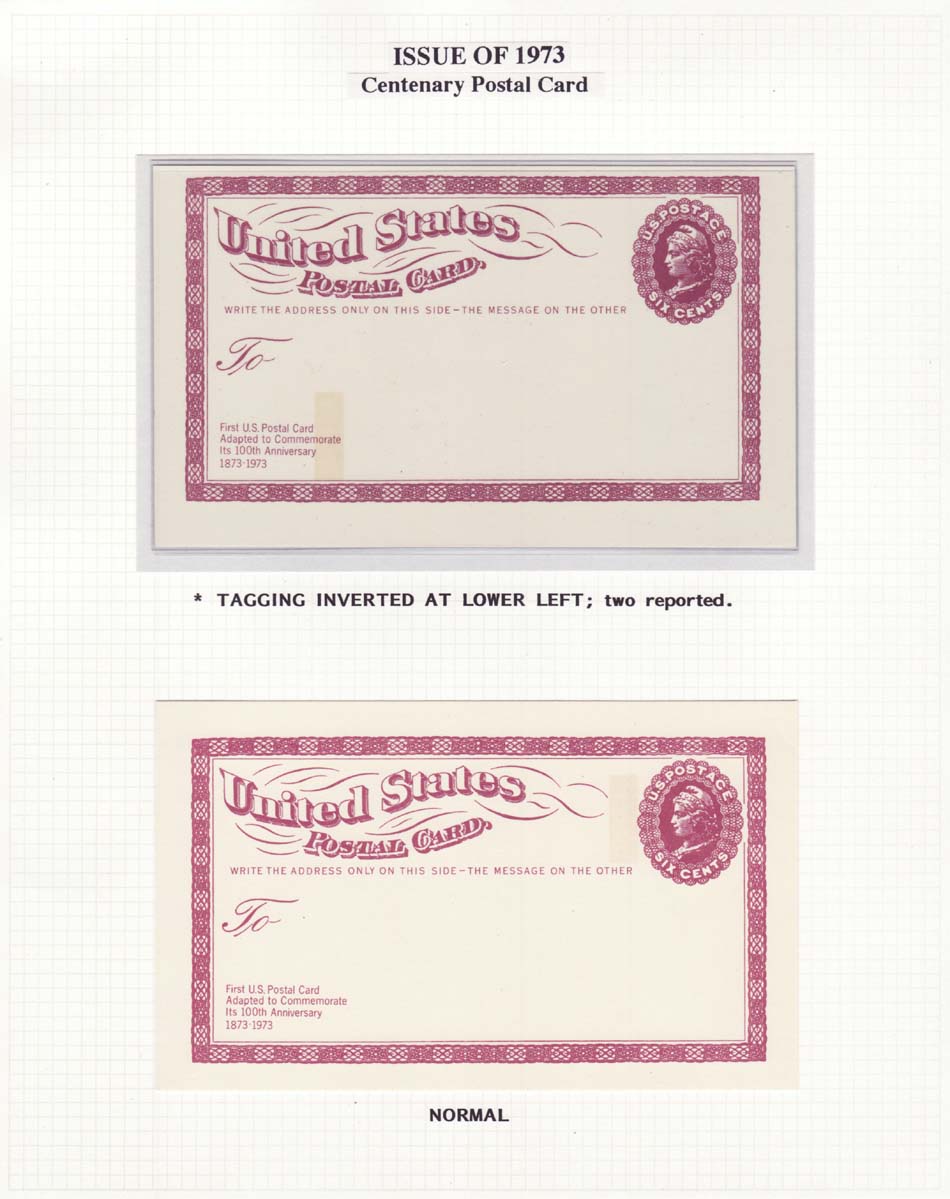 ISSUE OF 1973
Centenary Postal Card
United States
POSTAL CARD.
U.S. POSTAGE
SIX CENTS
WRITE THE ADDRESS ONLY ON THIS SIDE–THE MESSAGE ON THE OTHER
To
First U.S. Postal Card
Adapted to Commemorate
Its 100th Anniversary
1873-1973
* TAGGING INVERTED AT LOWER LEFT; two reported.
United States
POSTAL CARD.
U.S. POSTAGE
SIX CENTS
WRITE THE ADDRESS ONLY ON THIS SIDE–THE MESSAGE ON THE OTHER
To
First U.S. Postal Card
Adapted to Commemorate
Its 100th Anniversary
1873-1973
NORMAL